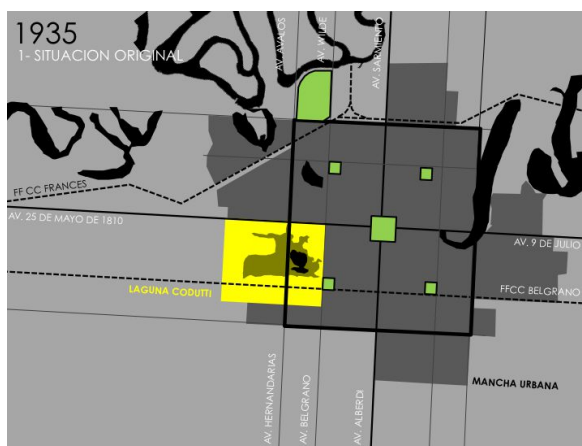 1935
1- SITUACION ORIGINAL
AV. AVALOS
AV. WILDE
AV. SARMIENTO
FF CC FRANCES
AV. 25 DE MAYO DE 1810
AV. 9 DE JULIO
LAGUNA CODUTTI
FFCC BELGRANO
MANCHA URBANA
AV. HERNANDARIAS
AV. BELGRANO
AV. ALBERDI